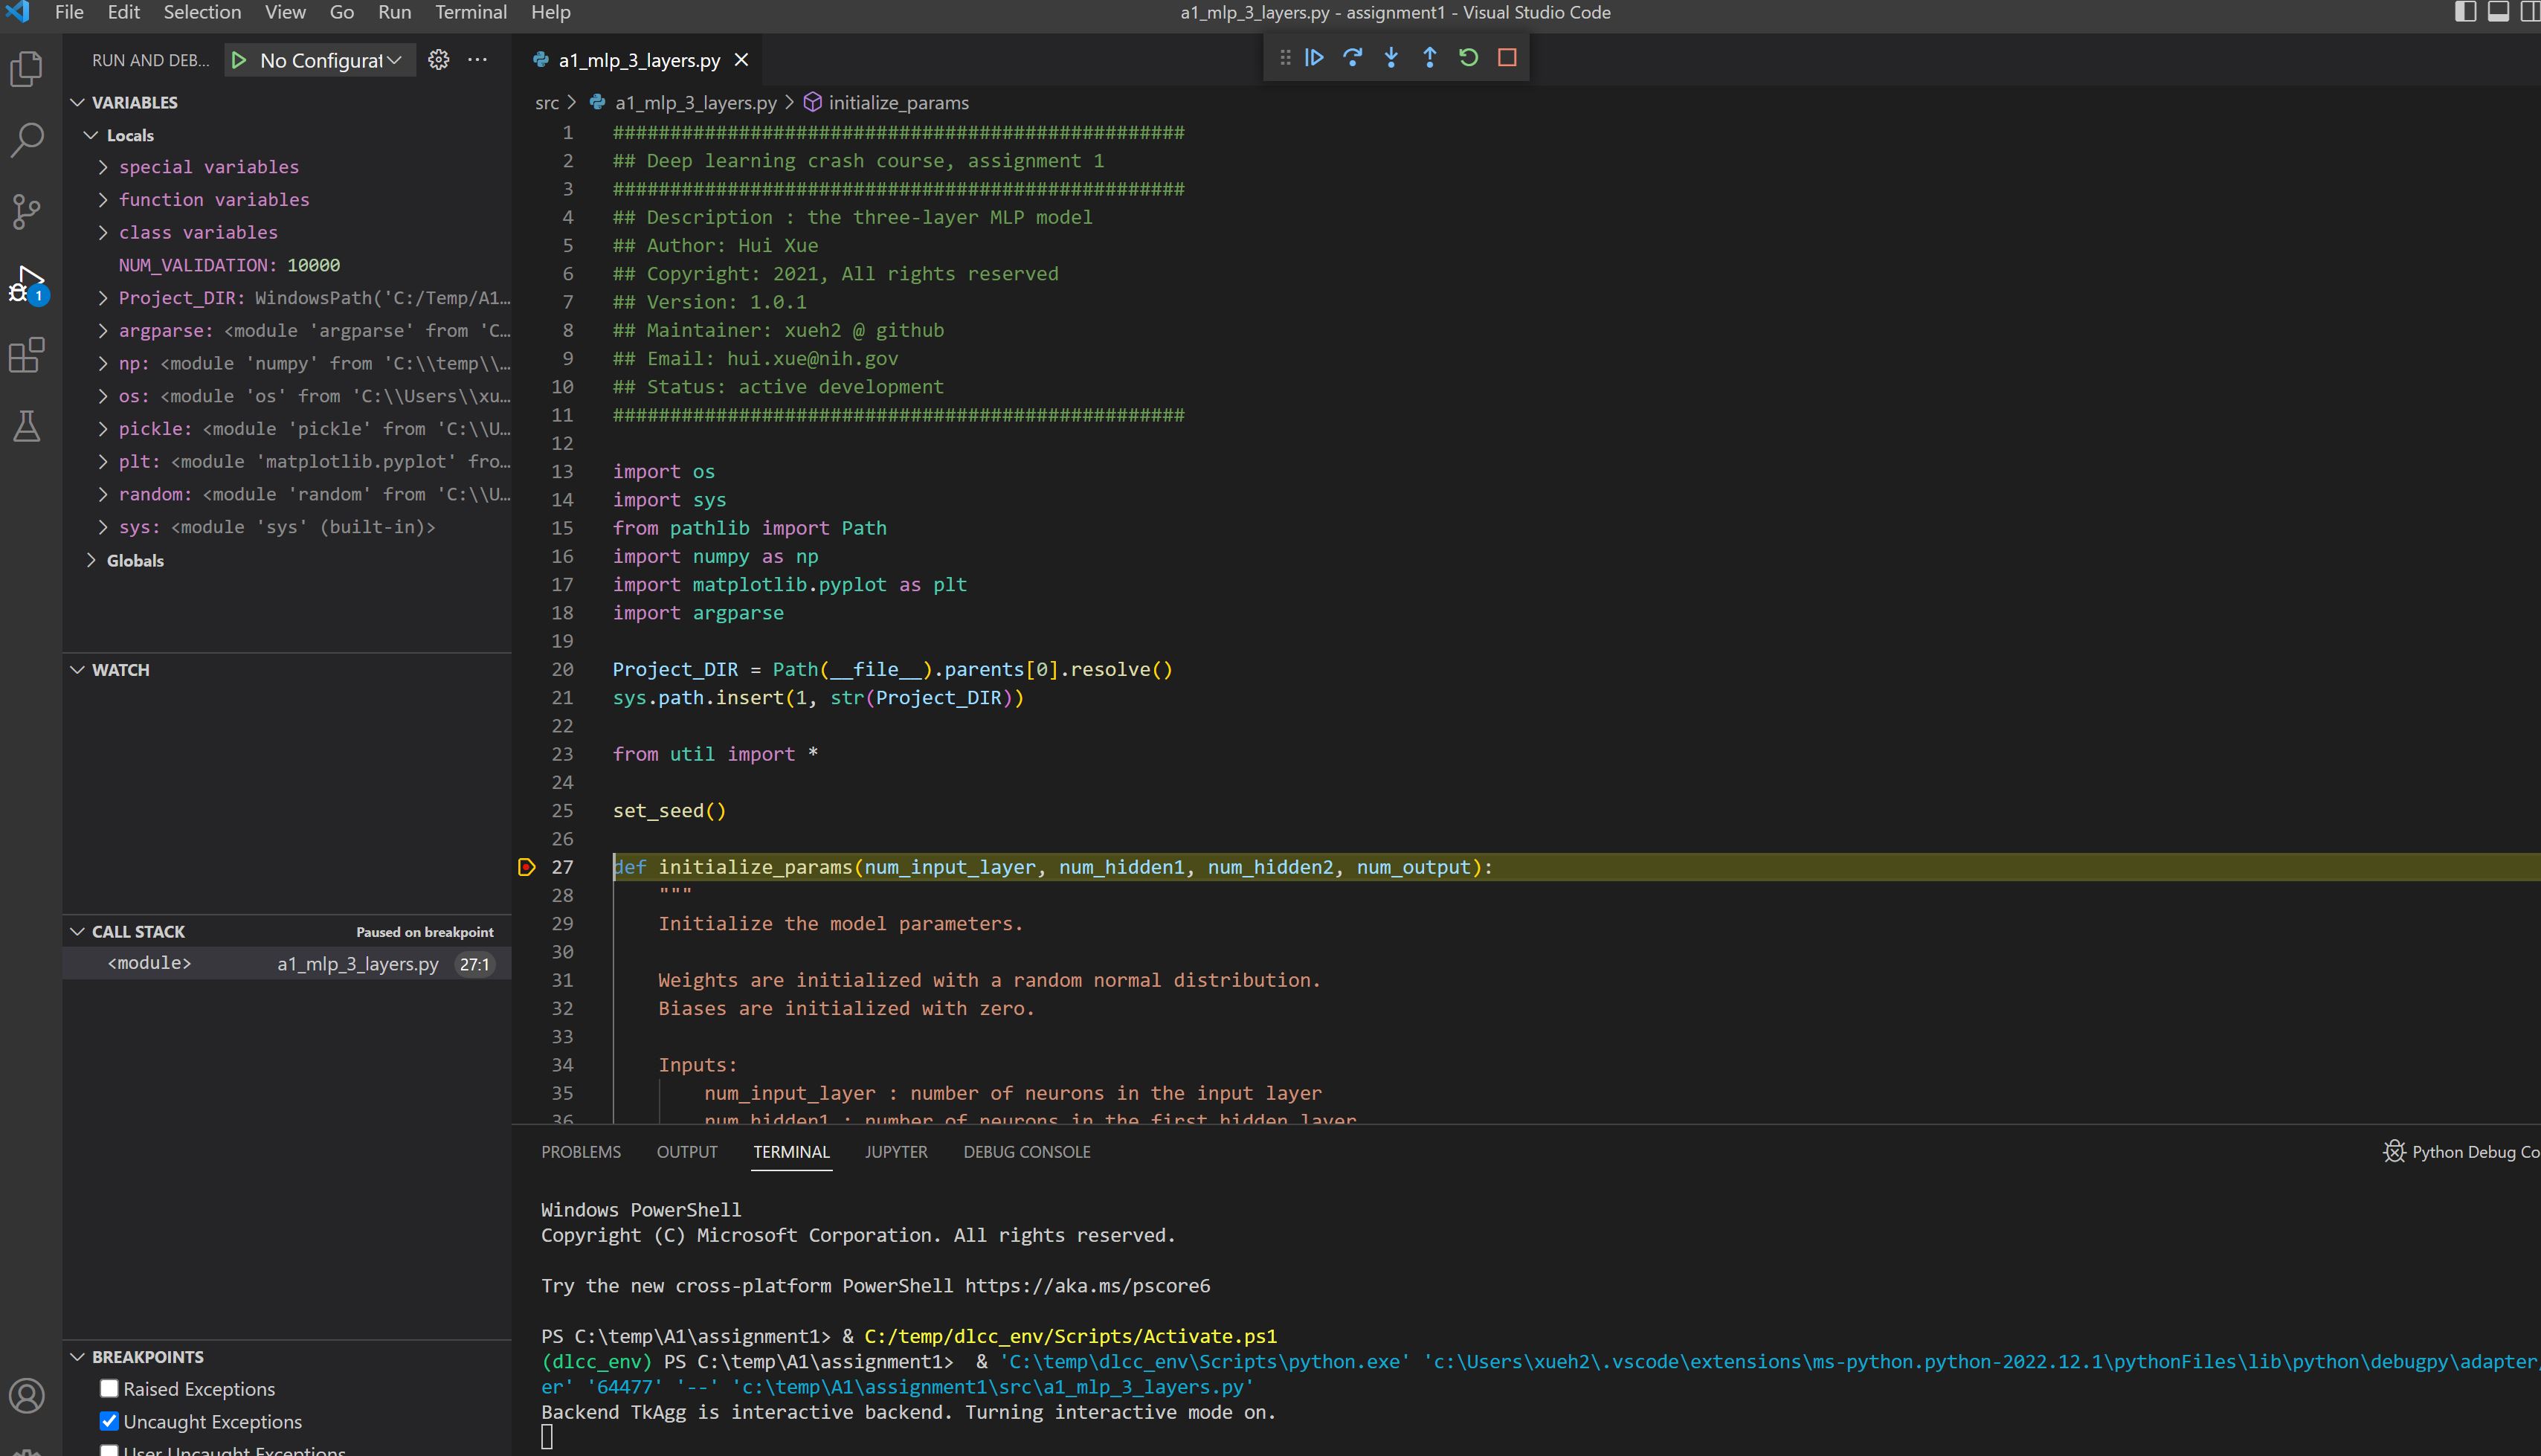 File Edit Selection View Go Run Terminal Help
a1_mlp_3_layers.py - assignment1 - Visual Studio Code
RUN AND DEB... No Configurat
VARIABLES
Locals
special variables
function variables
class variables
NUM_VALIDATION: 10000
Project_DIR: WindowsPath('C:/Temp/A1...
argparse: <module 'argparse' from 'C...
np: <module 'numpy' from 'C:\\temp\\...
os: <module 'os' from 'C:\\Users\\xu...
pickle: <module 'pickle' from 'C:\\U...
plt: <module 'matplotlib.pyplot' fro...
random: <module 'random' from 'C:\\U...
sys: <module 'sys' (built-in)>
Globals
WATCH
CALL STACK Paused on breakpoint
<module> a1_mlp_3_layers.py 27:1
BREAKPOINTS
Raised Exceptions
Uncaught Exceptions
User Uncaught Exceptions
1
a1_mlp_3_layers.py
src > a1_mlp_3_layers.py > initialize_params
1 ##################################################
2 ## Deep learning crash course, assignment 1
3 ##################################################
4 ## Description : the three-layer MLP model
5 ## Author: Hui Xue
6 ## Copyright: 2021, All rights reserved
7 ## Version: 1.0.1
8 ## Maintainer: xueh2 @ github
9 ## Email: hui.xue@nih.gov
10 ## Status: active development
11 ##################################################
12
13 import os
14 import sys
15 from pathlib import Path
16 import numpy as np
17 import matplotlib.pyplot as plt
18 import argparse
19
20 Project_DIR = Path(__file__).parents[0].resolve()
21 sys.path.insert(1, str(Project_DIR))
22
23 from util import *
24
25 set_seed()
26
27 def initialize_params(num_input_layer, num_hidden1, num_hidden2, num_output):
28 """
29 Initialize the model parameters.
30
31 Weights are initialized with a random normal distribution.
32 Biases are initialized with zero.
33
34 Inputs:
35 num_input_layer : number of neurons in the input layer
36 num_hidden1 : number of neurons in the first hidden layer
PROBLEMS OUTPUT TERMINAL JUPYTER DEBUG CONSOLE
Python Debug Co
Windows PowerShell
Copyright (C) Microsoft Corporation. All rights reserved.
Try the new cross-platform PowerShell https://aka.ms/pscore6
PS C:\temp\A1\assignment1> & C:/temp/dlcc_env/Scripts/Activate.ps1
(dlcc_env) PS C:\temp\A1\assignment1> & 'C:\temp\dlcc_env\Scripts\python.exe' 'c:\Users\xueh2\.vscode\extensions\ms-python.python-2022.12.1\pythonFiles\lib\python\debugpy\adapter/
er' '64477' '--' 'c:\temp\A1\assignment1\src\a1_mlp_3_layers.py'
Backend TkAgg is interactive backend. Turning interactive mode on.